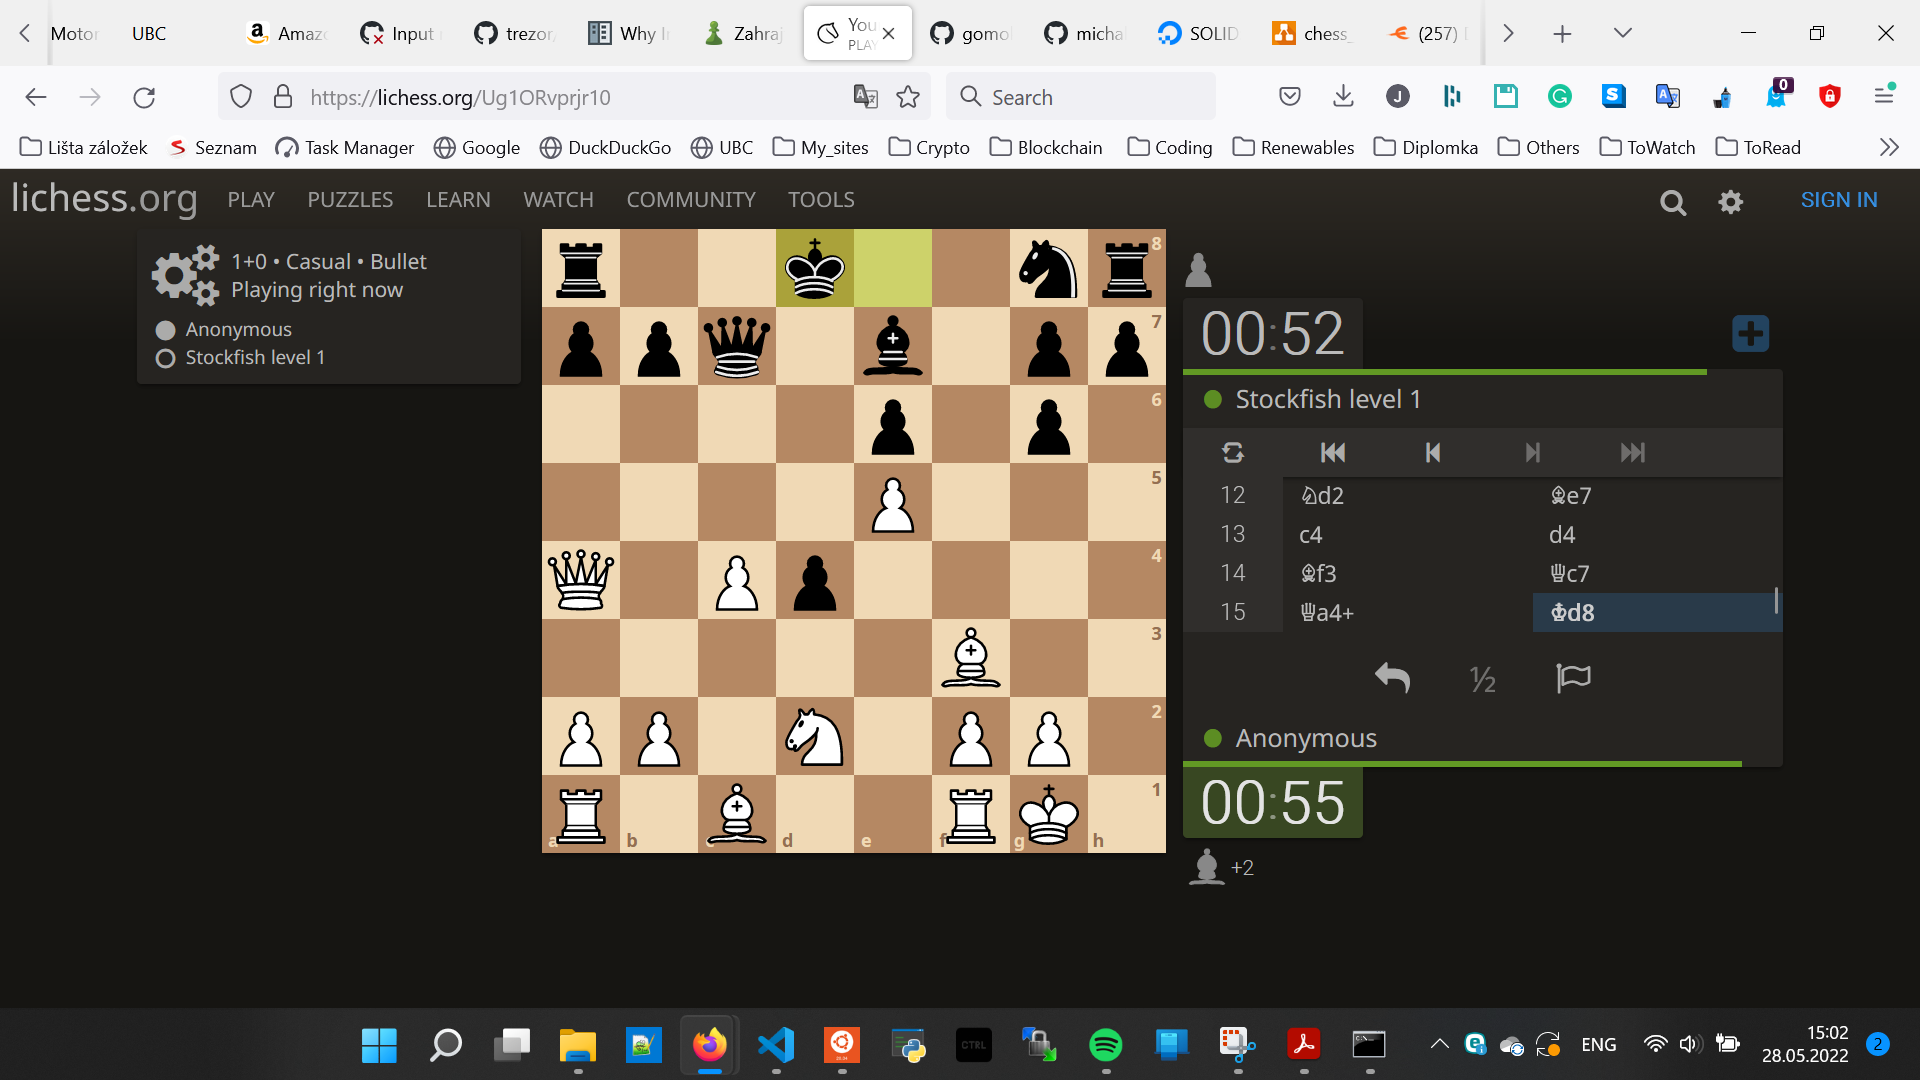 Motor
UBC
Amaz
Input
trezor,
Why I
Zahraj
You
PLAY
gomo
micha
SOLID
chess_
(257)
https://lichess.org/Ug1ORvprjr10
Search
J
S
0
Lišta záložek
Seznam
Task Manager
Google
DuckDuckGo
UBC
My_sites
Crypto
Blockchain
Coding
Renewables
Diplomka
Others
ToWatch
ToRead
lichess.org
PLAY
PUZZLES
LEARN
WATCH
COMMUNITY
TOOLS
SIGN IN
1+0 • Casual • Bullet
Playing right now
Anonymous
Stockfish level 1
8
7
6
5
4
3
2
1
a
b
c
d
e
f
g
h
00:52
Stockfish level 1
12 ♘d2 ♗e7
13 c4 d4
14 ♗f3 ♕c7
15 ♕a4+ ♔d8
½
Anonymous
00:55
+2
CTRL
ENG
15:02
28.05.2022
2